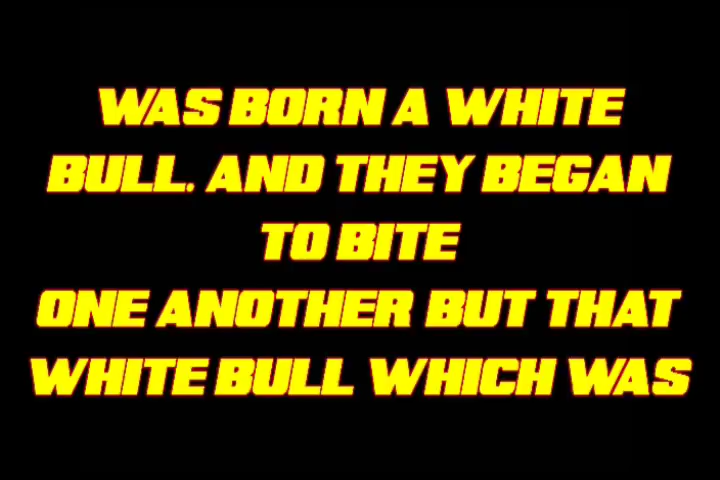 WAS BORN A WHITE
BULL. AND THEY BEGAN
TO BITE
ONE ANOTHER BUT THAT
WHITE BULL WHICH WAS